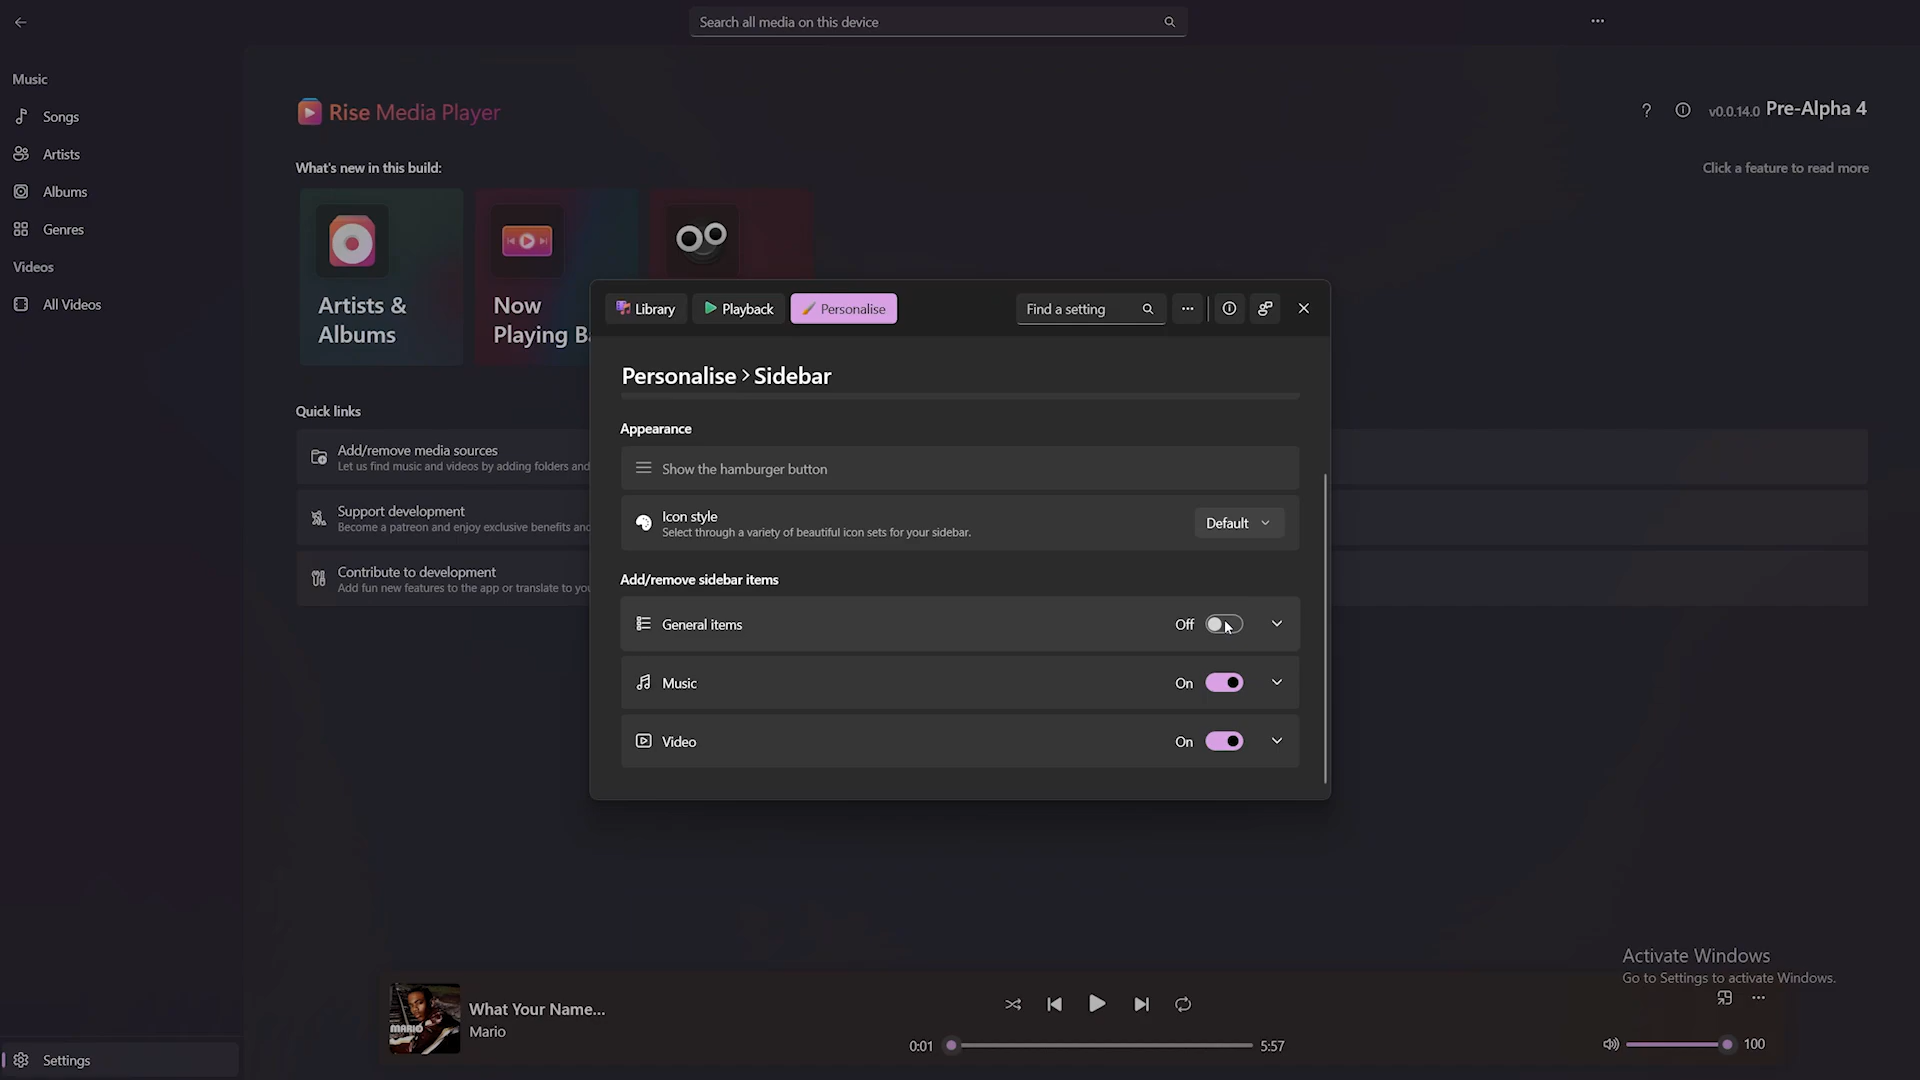 Search all media on this device
Music
Songs
Artists
Albums
Genres
Videos
All Videos
Settings
Rise Media Player
v0.0.14.0 Pre-Alpha 4
What's new in this build:
Click a feature to read more
Artists &
Albums
Now
Playing Ba
Quick links
Add/remove media sources
Let us find music and videos by adding folders and
Support development
Become a patreon and enjoy exclusive benefits and
Contribute to development
Add fun new features to the app or translate to you
Library
Playback
Personalise
Find a setting
Personalise > Sidebar
Appearance
Show the hamburger button
Icon style
Select through a variety of beautiful icon sets for your sidebar.
Default
Add/remove sidebar items
General items
Off
Music
On
Video
On
Activate Windows
Go to Settings to activate Windows.
MARIO
What Your Name...
Mario
0:01
5:57
100